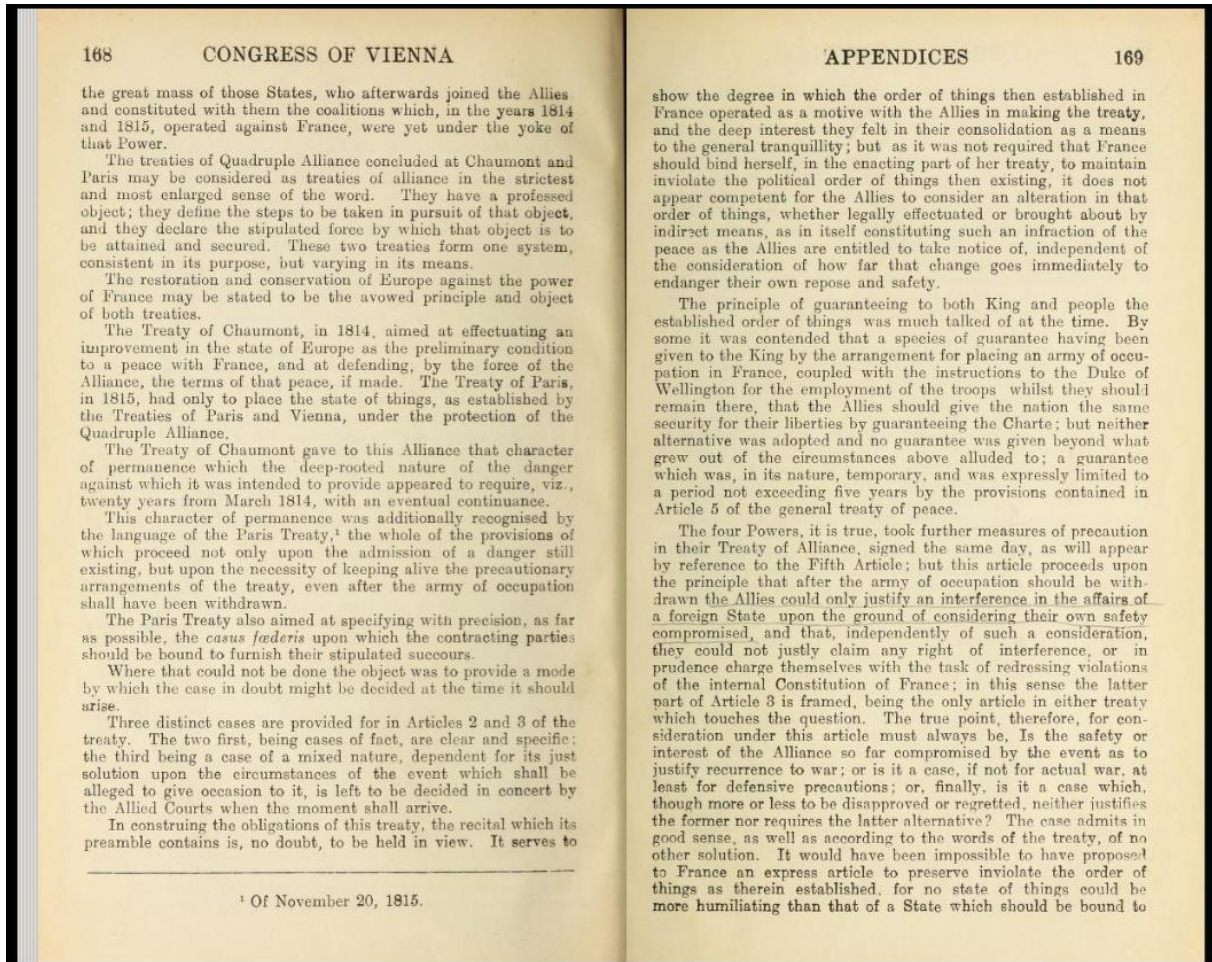 168 CONGRESS OF VIENNA
the great mass of those States, who afterwards joined the Allies
and constituted with them the coalitions which, in the years 1814
and 1815, operated against France, were yet under the yoke of
that Power.
The treaties of Quadruple Alliance concluded at Chaumont and
Paris may be considered as treaties of alliance in the strictest
and most enlarged sense of the word. They have a professed
object; they define the steps to be taken in pursuit of that object,
and they declare the stipulated force by which that object is to
be attained and secured. These two treaties form one system,
consistent in its purpose, but varying in its means.
The restoration and conservation of Europe against the power
of France may be stated to be the avowed principle and object
of both treaties.
The Treaty of Chaumont, in 1814, aimed at effectuating an
improvement in the state of Europe as the preliminary condition
to a peace with France, and at defending, by the force of the
Alliance, the terms of that peace, if made. The Treaty of Paris,
in 1815, had only to place the state of things, as established by
the Treaties of Paris and Vienna, under the protection of the
Quadruple Alliance.
The Treaty of Chaumont gave to this Alliance that character
of permanence which the deep-rooted nature of the danger
against which it was intended to provide appeared to require, viz.,
twenty years from March 1814, with an eventual continuance.
This character of permanence was additionally recognised by
the language of the Paris Treaty,¹ the whole of the provisions of
which proceed not only upon the admission of a danger still
existing, but upon the necessity of keeping alive the precautionary
arrangements of the treaty, even after the army of occupation
shall have been withdrawn.
The Paris Treaty also aimed at specifying with precision, as far
as possible, the casus fœderis upon which the contracting parties
should be bound to furnish their stipulated succours.
Where that could not be done the object was to provide a mode
by which the case in doubt might be decided at the time it should
arise.
Three distinct cases are provided for in Articles 2 and 3 of the
treaty. The two first, being cases of fact, are clear and specific;
the third being a case of a mixed nature, dependent for its just
solution upon the circumstances of the event which shall be
alleged to give occasion to it, is left to be decided in concert by
the Allied Courts when the moment shall arrive.
In construing the obligations of this treaty, the recital which its
preamble contains is, no doubt, to be held in view. It serves to
¹ Of November 20, 1815.
APPENDICES 169
show the degree in which the order of things then established in
France operated as a motive with the Allies in making the treaty,
and the deep interest they felt in their consolidation as a means
to the general tranquillity; but as it was not required that France
should bind herself, in the enacting part of her treaty, to maintain
inviolate the political order of things then existing, it does not
appear competent for the Allies to consider an alteration in that
order of things, whether legally effectuated or brought about by
indirect means, as in itself constituting such an infraction of the
peace as the Allies are entitled to take notice of, independent of
the consideration of how far that change goes immediately to
endanger their own repose and safety.
The principle of guaranteeing to both King and people the
established order of things was much talked of at the time. By
some it was contended that a species of guarantee having been
given to the King by the arrangement for placing an army of occu-
pation in France, coupled with the instructions to the Duke of
Wellington for the employment of the troops whilst they should
remain there, that the Allies should give the nation the same
security for their liberties by guaranteeing the Charte; but neither
alternative was adopted and no guarantee was given beyond what
grew out of the circumstances above alluded to; a guarantee
which was, in its nature, temporary, and was expressly limited to
a period not exceeding five years by the provisions contained in
Article 5 of the general treaty of peace.
The four Powers, it is true, took further measures of precaution
in their Treaty of Alliance, signed the same day, as will appear
by reference to the Fifth Article; but this article proceeds upon
the principle that after the army of occupation should be with-
drawn the Allies could only justify an interference in the affairs of
a foreign State upon the ground of considering their own safety
compromised, and that, independently of such a consideration,
they could not justly claim any right of interference, or in
prudence charge themselves with the task of redressing violations
of the internal Constitution of France; in this sense the latter
part of Article 3 is framed, being the only article in either treaty
which touches the question. The true point, therefore, for con-
sideration under this article must always be, Is the safety or
interest of the Alliance so far compromised by the event as to
justify recurrence to war; or is it a case, if not for actual war, at
least for defensive precautions; or, finally, is it a case which,
though more or less to be disapproved or regretted, neither justifies
the former nor requires the latter alternative? The case admits in
good sense, as well as according to the words of the treaty, of no
other solution. It would have been impossible to have proposed
to France an express article to preserve inviolate the order of
things as therein established, for no state of things could be
more humiliating than that of a State which should be bound to